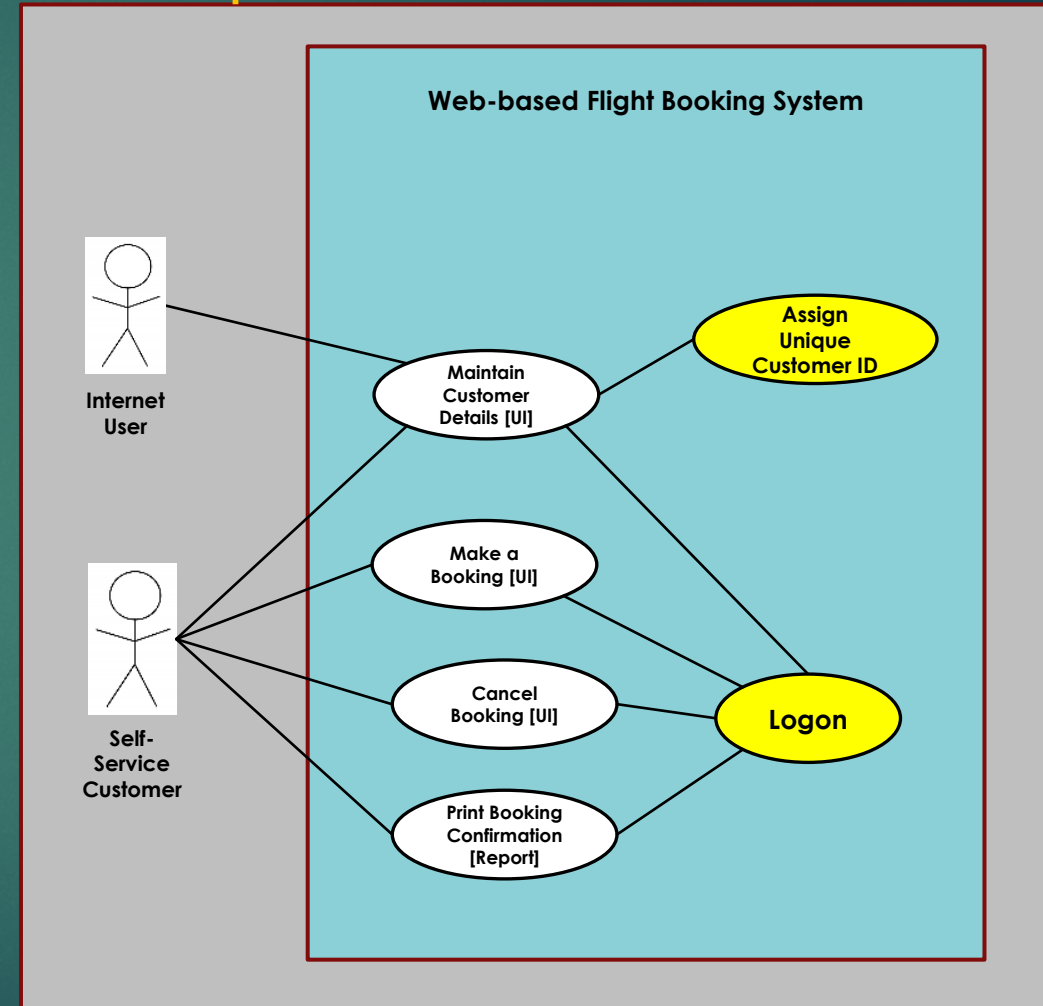 Web-based Flight Booking System
Internet
User
Maintain
Customer
Details [UI]
Assign
Unique
Customer ID
Make a
Booking [UI]
Self-
Service
Customer
Cancel
Booking [UI]
Logon
Print Booking
Confirmation
[Report]